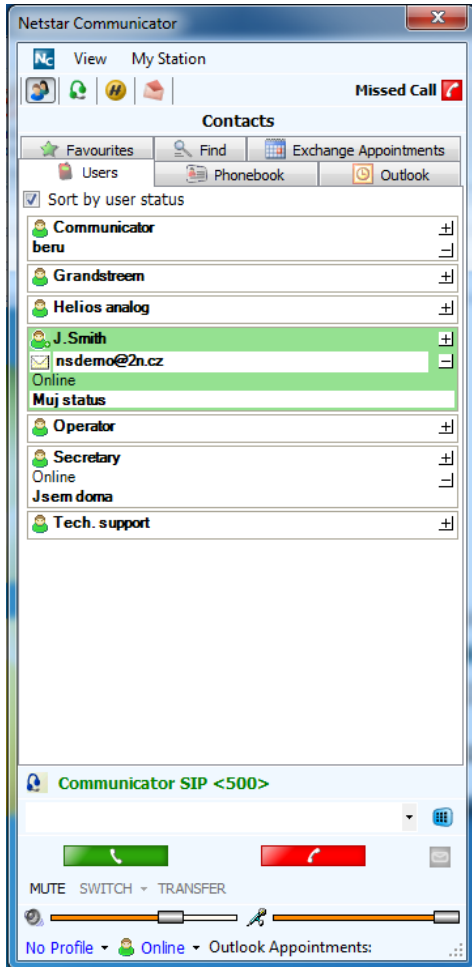 Netstar Communicator
Nc View My Station
Missed Call
Contacts
Favourites Find Exchange Appointments
Users Phonebook Outlook
Sort by user status
Communicator
beru
Grandstreem
Helios analog
J.Smith
nsdemo@2n.cz
Online
Muj status
Operator
Secretary
Online
Jsem doma
Tech. support
Communicator SIP <500>
MUTE SWITCH TRANSFER
No Profile Online Outlook Appointments: